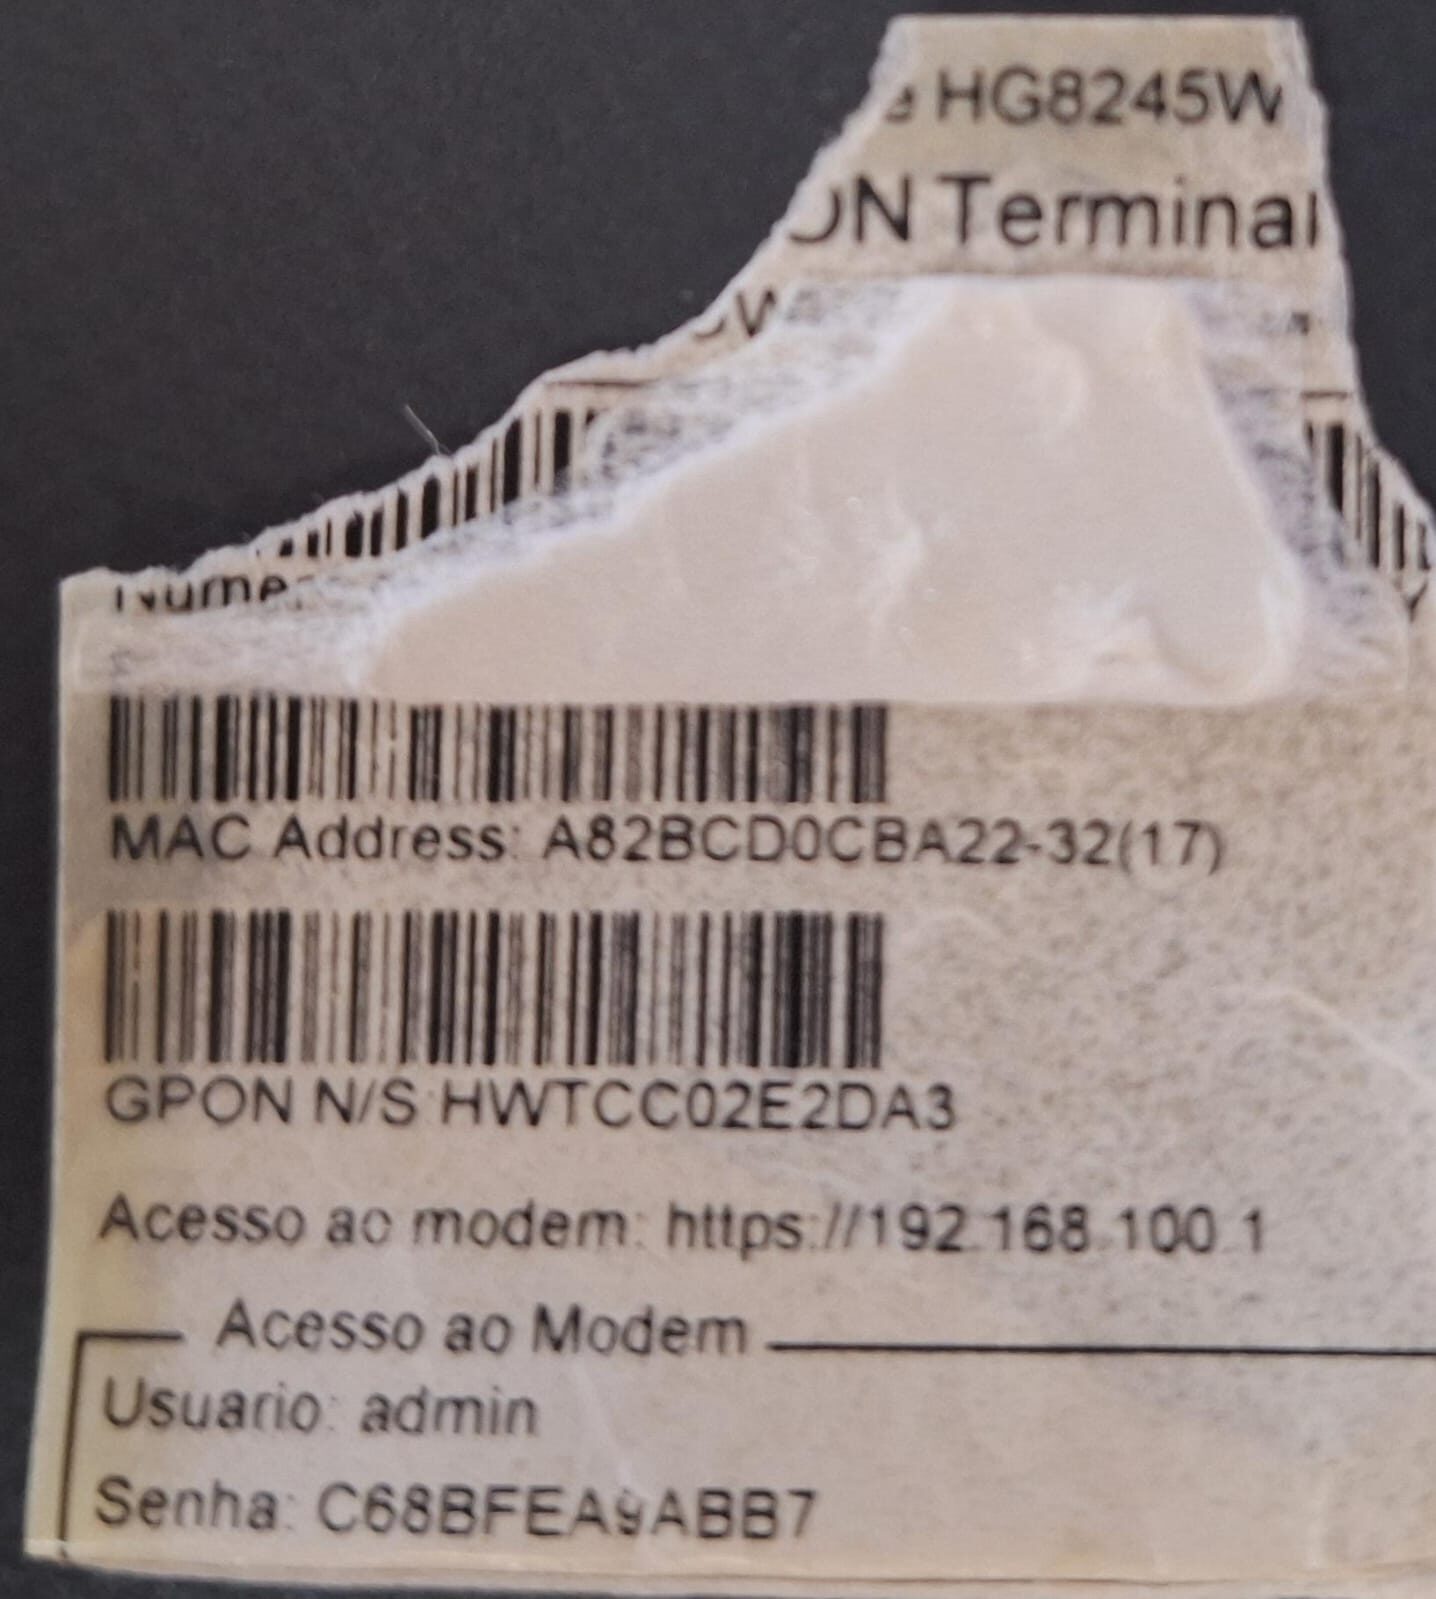 HG8245W
ON Terminal
MAC Address: A82BCD0CBA22-32(17)
GPON N/S HWTCC02E2DA3
Acesso ao modem: https://192.168.100.1
Acesso ao Modem
Usuario: admin
Senha: C68BFEA9ABB7